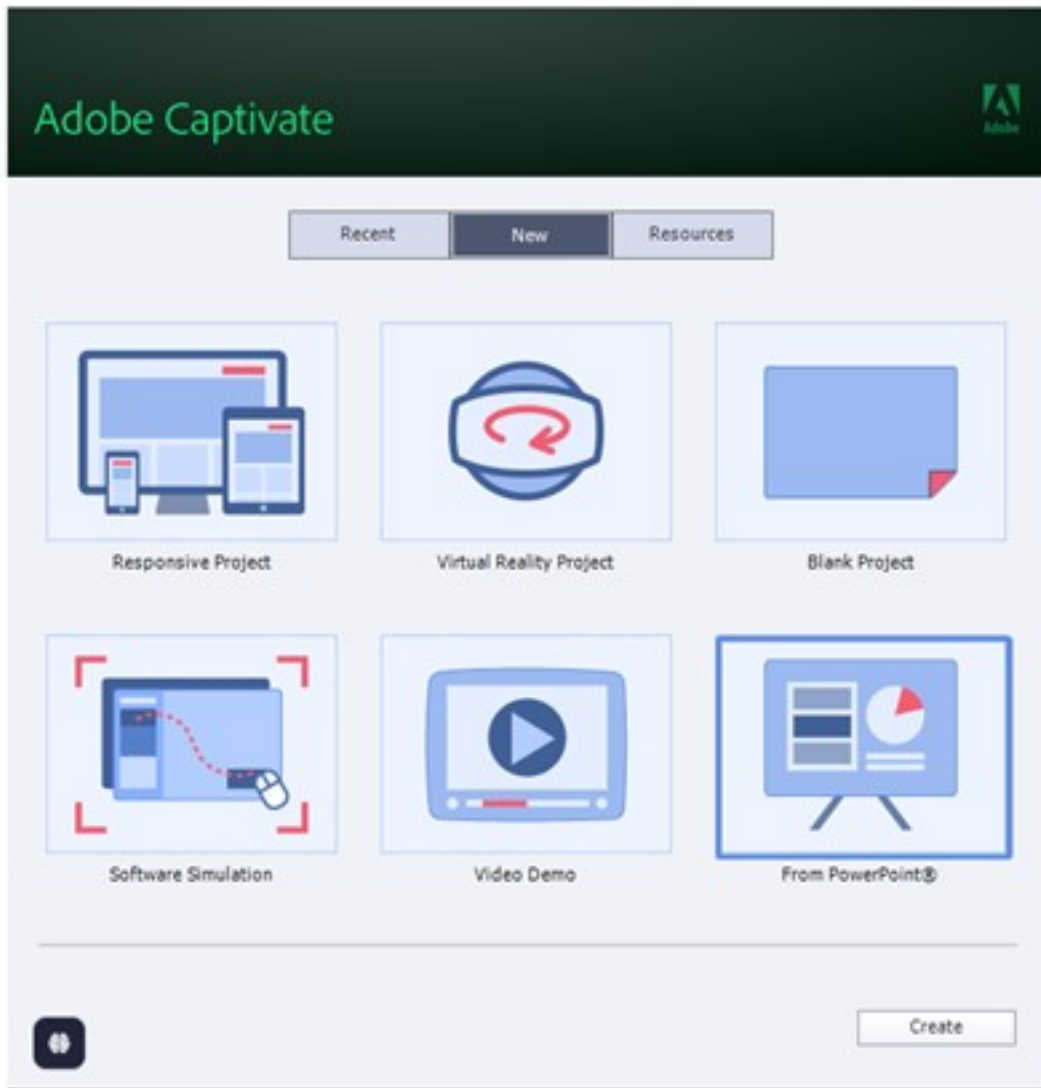 Adobe Captivate
Adobe
Recent New Resources
Responsive Project Virtual Reality Project Blank Project
Software Simulation Video Demo From PowerPoint®
Create